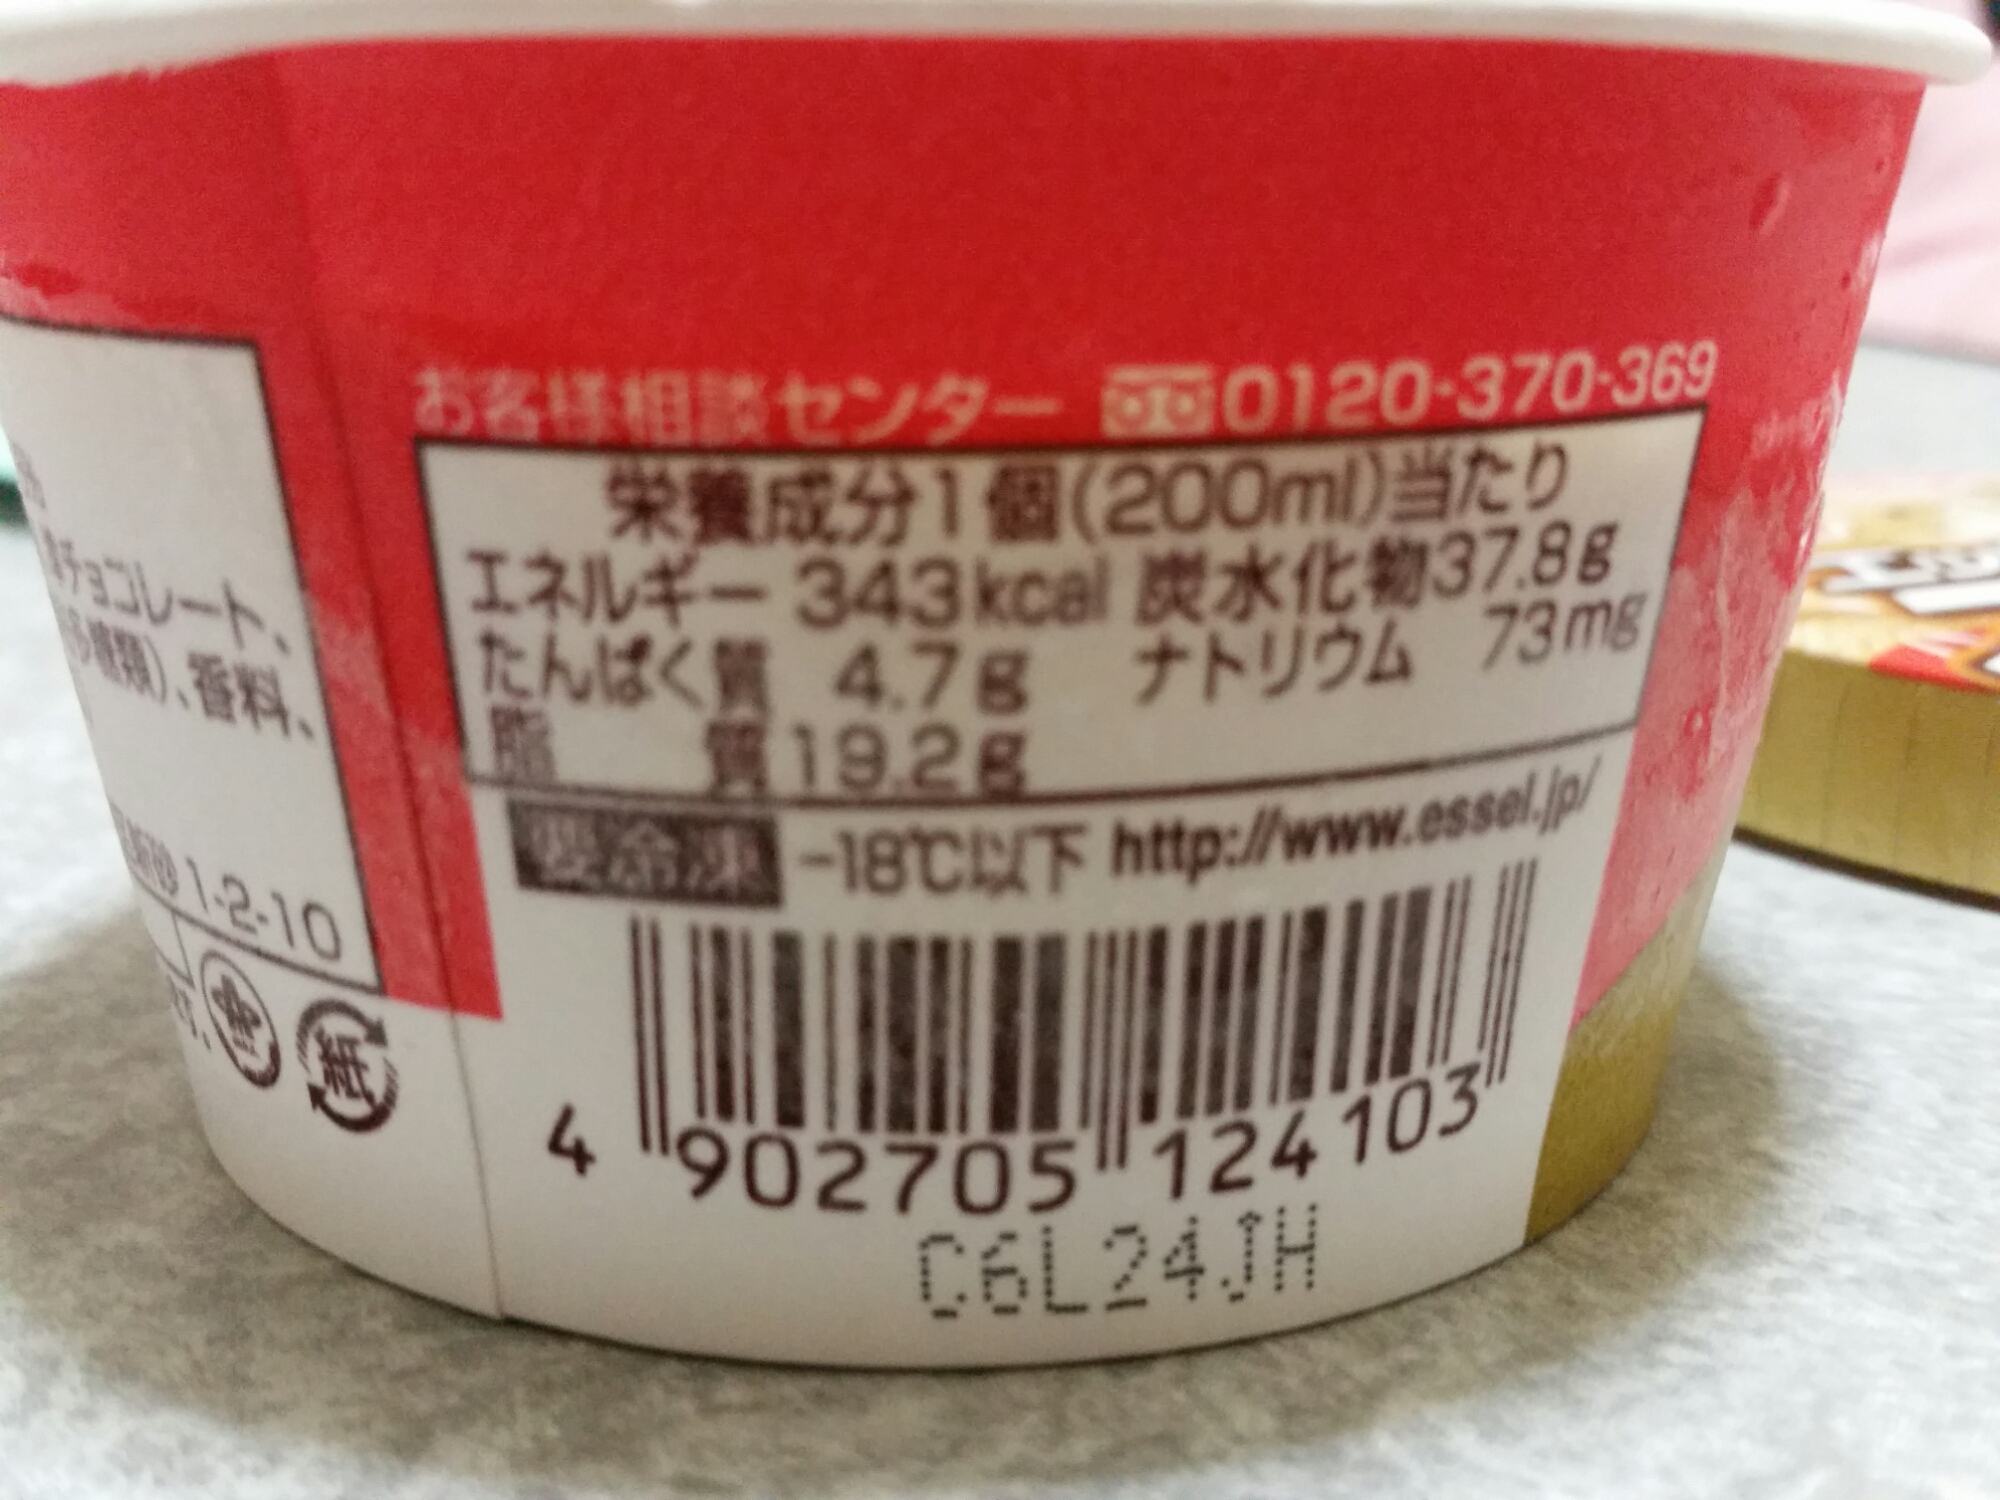 チョコレート、
糖類)、香料、
1-2-10
紙
お客様相談センター 0120-370-369
栄養成分1個(200ml)当たり
エネルギー 343kcal 炭水化物37.8g
たんぱく質 4.7g ナトリウム 73mg
脂 質 19.2g
要冷凍 -18℃以下 http://www.essel.jp/
4 902705 124103
C6L24JH